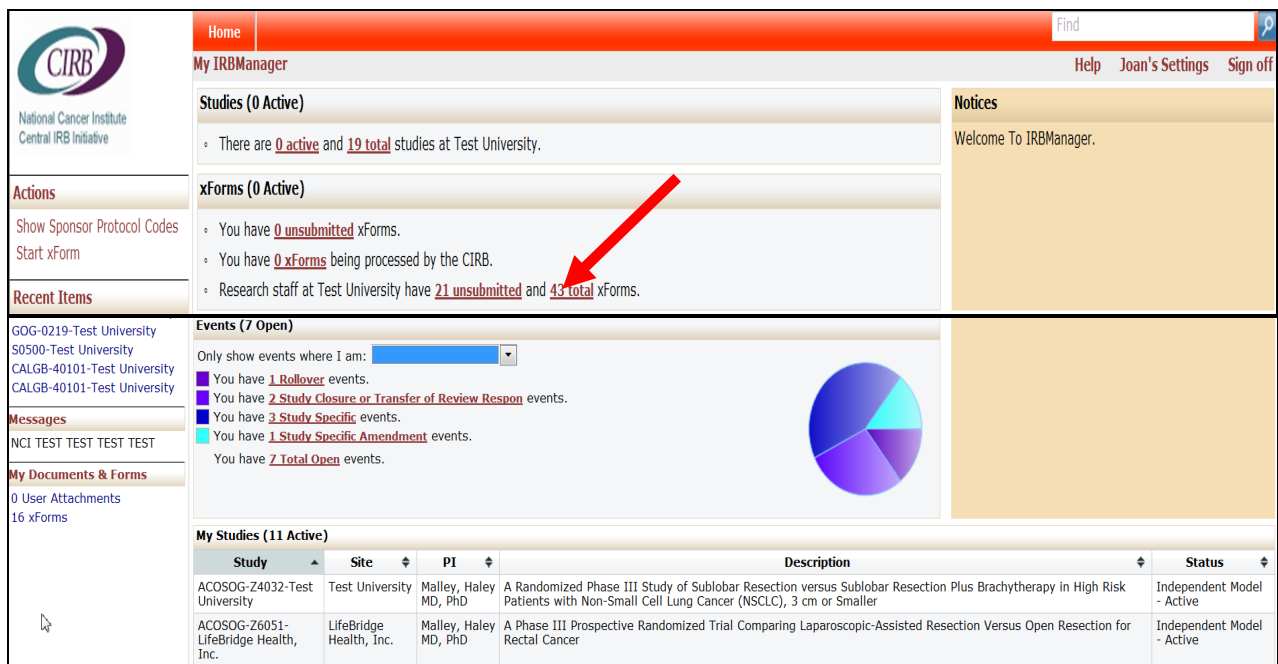 CIRB
National Cancer Institute
Central IRB Initiative
Actions
Show Sponsor Protocol Codes
Start xForm
Recent Items
GOG-0219-Test University
S0500-Test University
CALGB-40101-Test University
CALGB-40101-Test University
Messages
NCI TEST TEST TEST TEST
My Documents & Forms
0 User Attachments
16 xForms
Home
Find
My IRBManager
Help Joan's Settings Sign off
Studies (0 Active)
◦ There are 0 active and 19 total studies at Test University.
xForms (0 Active)
◦ You have 0 unsubmitted xForms.
◦ You have 0 xForms being processed by the CIRB.
◦ Research staff at Test University have 21 unsubmitted and 43 total xForms.
Notices
Welcome To IRBManager.
Events (7 Open)
Only show events where I am:
You have 1 Rollover events.
You have 2 Study Closure or Transfer of Review Respon events.
You have 3 Study Specific events.
You have 1 Study Specific Amendment events.
You have 7 Total Open events.
My Studies (11 Active)
Study Site PI Description Status
ACOSOG-Z4032-Test Test University Malley, Haley A Randomized Phase III Study of Sublobar Resection versus Sublobar Resection Plus Brachytherapy in High Risk Independent Model
University MD, PhD Patients with Non-Small Cell Lung Cancer (NSCLC), 3 cm or Smaller - Active
ACOSOG-Z6051- LifeBridge Malley, Haley A Phase III Prospective Randomized Trial Comparing Laparoscopic-Assisted Resection Versus Open Resection for Independent Model
LifeBridge Health, Health, Inc. MD, PhD Rectal Cancer - Active
Inc.